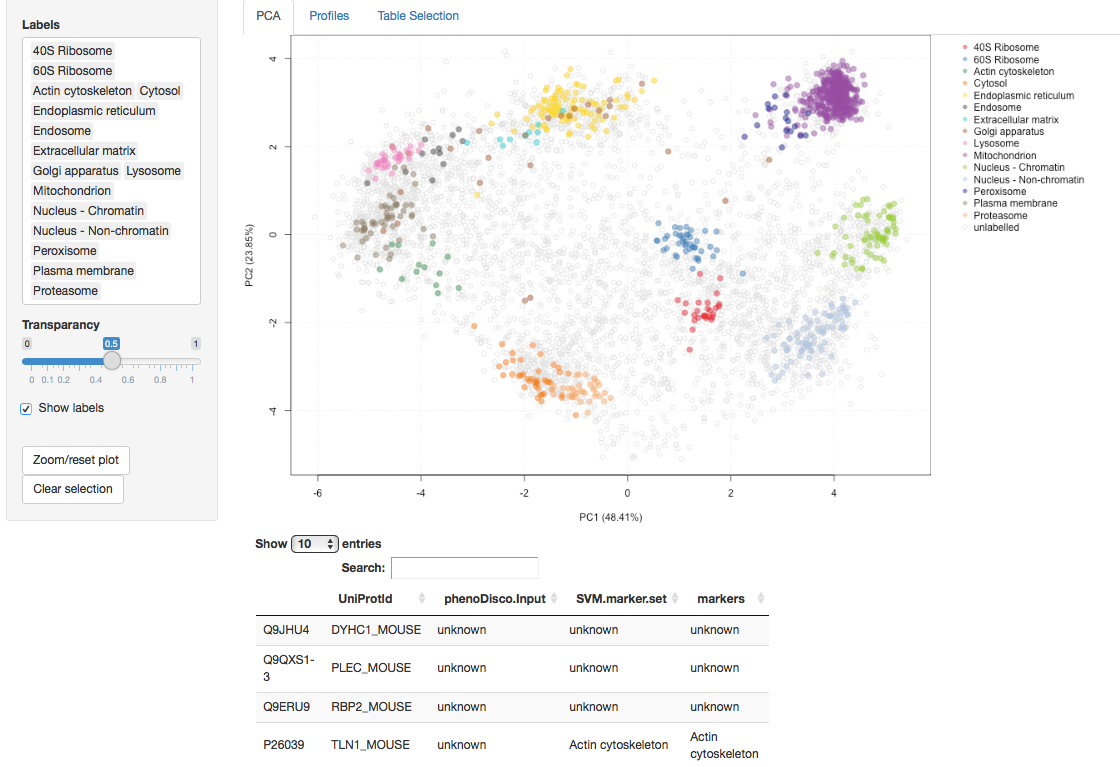 Labels
40S Ribosome
60S Ribosome
Actin cytoskeleton Cytosol
Endoplasmic reticulum
Endosome
Extracellular matrix
Golgi apparatus Lysosome
Mitochondrion
Nucleus - Chromatin
Nucleus - Non-chromatin
Peroxisome
Plasma membrane
Proteasome
Transparancy
0 0.5 1
0 0.1 0.2 0.4 0.6 0.8 1
Show labels
Zoom/reset plot
Clear selection
PCA Profiles Table Selection
PC2 (23.85%)
4
2
0
-2
-4
-6 -4 -2 0 2 4
PC1 (48.41%)
40S Ribosome
60S Ribosome
Actin cytoskeleton
Cytosol
Endoplasmic reticulum
Endosome
Extracellular matrix
Golgi apparatus
Lysosome
Mitochondrion
Nucleus - Chromatin
Nucleus - Non-chromatin
Peroxisome
Plasma membrane
Proteasome
unlabelled
Show 10 entries
Search:
UniProtId phenoDisco.Input SVM.marker.set markers
Q9JHU4 DYHC1_MOUSE unknown unknown unknown
Q9QXS1-
3 PLEC_MOUSE unknown unknown unknown
Q9ERU9 RBP2_MOUSE unknown unknown unknown
P26039 TLN1_MOUSE unknown Actin cytoskeleton Actin
cytoskeleton